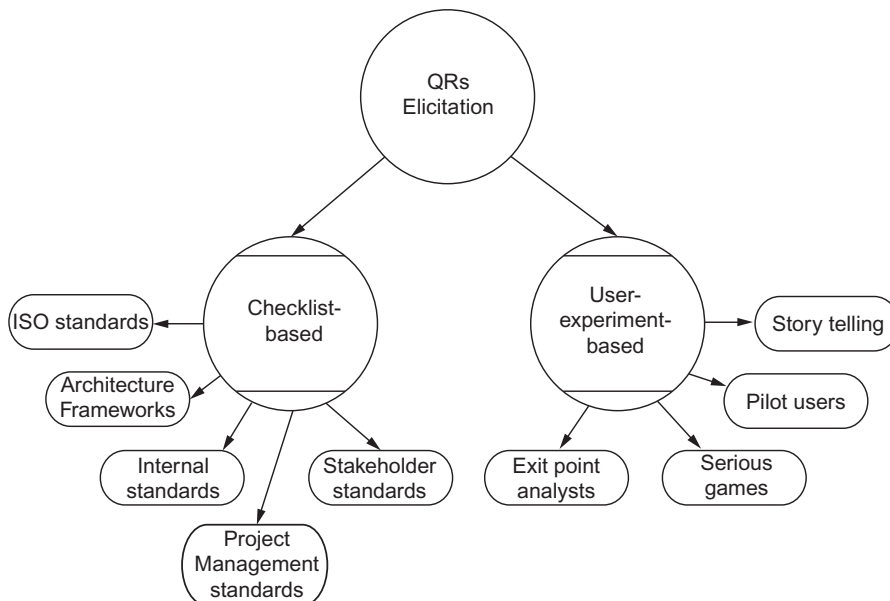 QRs
Elicitation
Checklist-
based
User-
experiment-
based
ISO standards
Architecture
Frameworks
Internal
standards
Project
Management
standards
Stakeholder
standards
Story telling
Pilot users
Serious
games
Exit point
analysts